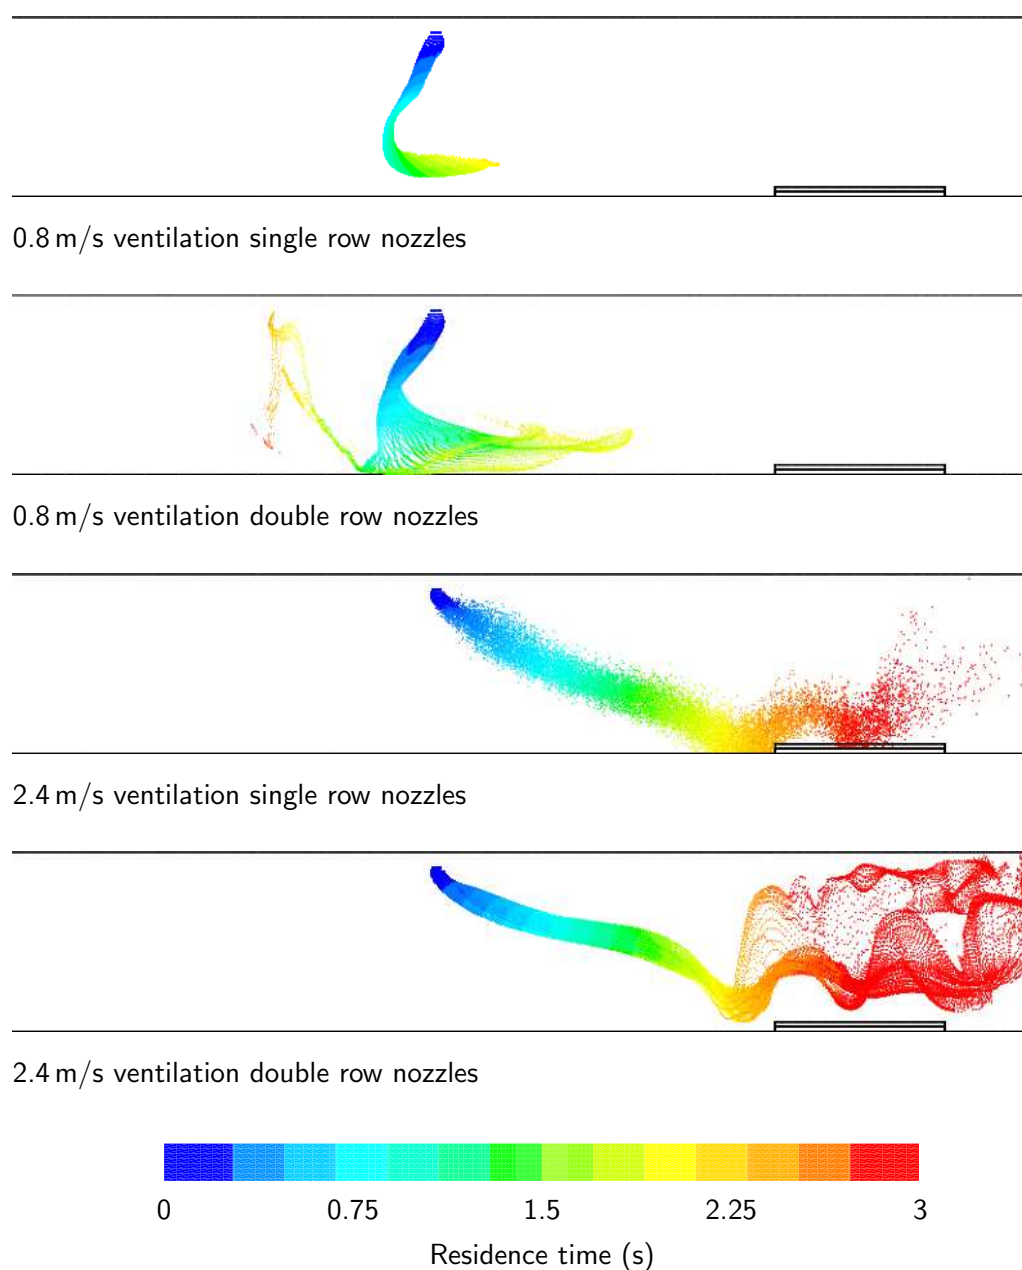 0.8 m/s ventilation single row nozzles
0.8 m/s ventilation double row nozzles
2.4 m/s ventilation single row nozzles
2.4 m/s ventilation double row nozzles
0 0.75 1.5 2.25 3
Residence time (s)